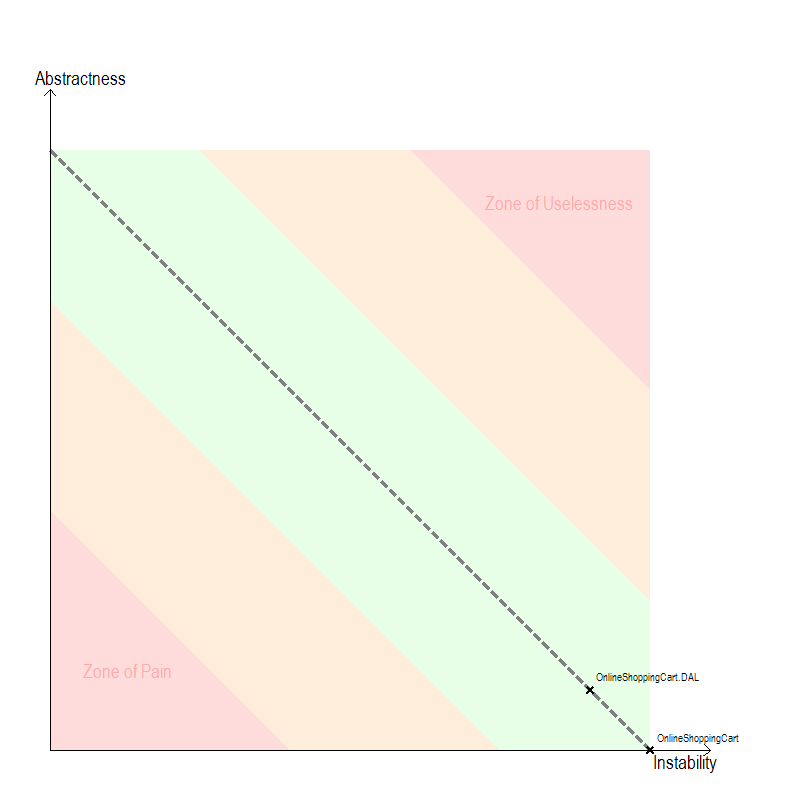 Abstractness
Zone of Uselessness
Zone of Pain
OnlineShoppingCart.DAL
OnlineShoppingCart
Instability